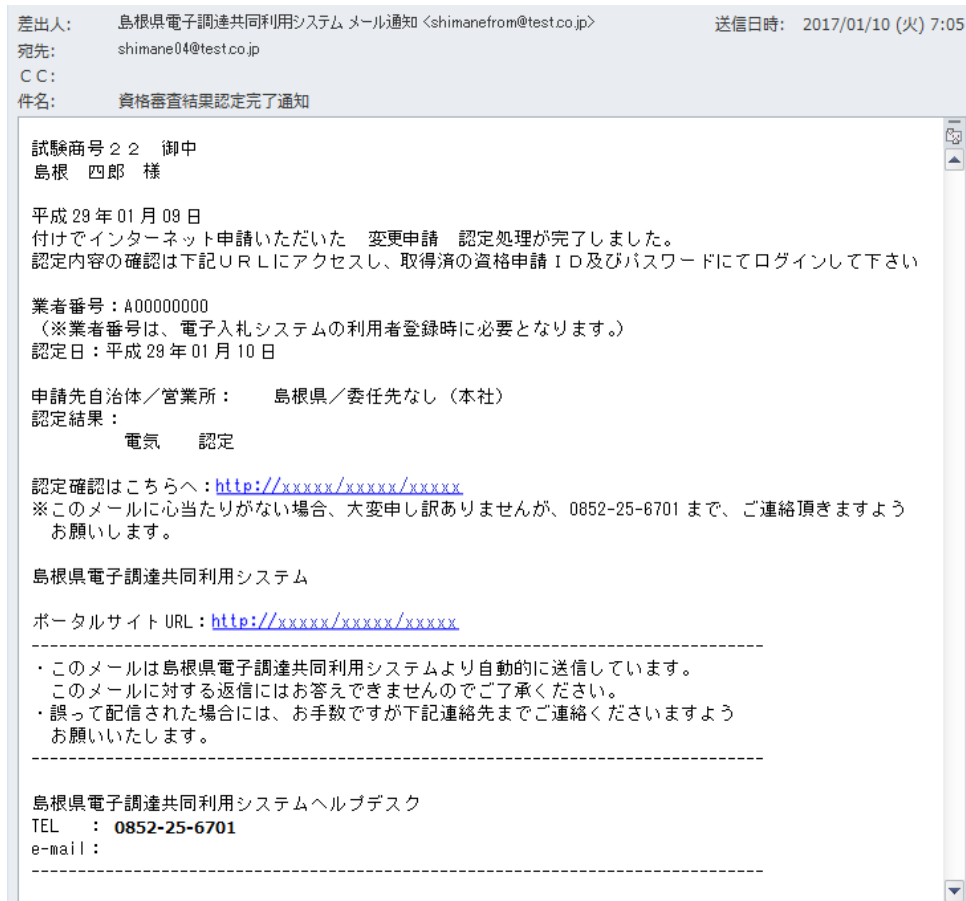 差出人: 島根県電子調達共同利用システム メール通知 <shimanefrom@test.co.jp> 送信日時: 2017/01/10 (火) 7:05
宛先: shimane04@test.co.jp
CC:
件名: 資格審査結果認定完了通知
試験商号22 御中
島根 四郎 様
平成29年01月09日
付けでインターネット申請いただいた 変更申請 認定処理が完了しました。
認定内容の確認は下記URLにアクセスし、取得済の資格申請ID及びパスワードにてログインして下さい
業者番号:A00000000
(※業者番号は、電子入札システムの利用者登録時に必要となります。)
認定日:平成29年01月10日
申請先自治体/営業所: 島根県/委任先なし(本社)
認定結果:
電気 認定
認定確認はこちらへ:http://xxxxx/xxxxx/xxxxx
※このメールに心当たりがない場合、大変申し訳ありませんが、0852-25-6701まで、ご連絡頂きますよう
お願いします。
島根県電子調達共同利用システム
ポータルサイトURL:http://xxxxx/xxxxx/xxxxx
--------------------------------------------------------------------------------
・このメールは島根県電子調達共同利用システムより自動的に送信しています。
このメールに対する返信にはお答えできませんのでご了承ください。
・誤って配信された場合には、お手数ですが下記連絡先までご連絡くださいますよう
お願いいたします。
--------------------------------------------------------------------------------
島根県電子調達共同利用システムヘルプデスク
TEL : 0852-25-6701
e-mail:
--------------------------------------------------------------------------------